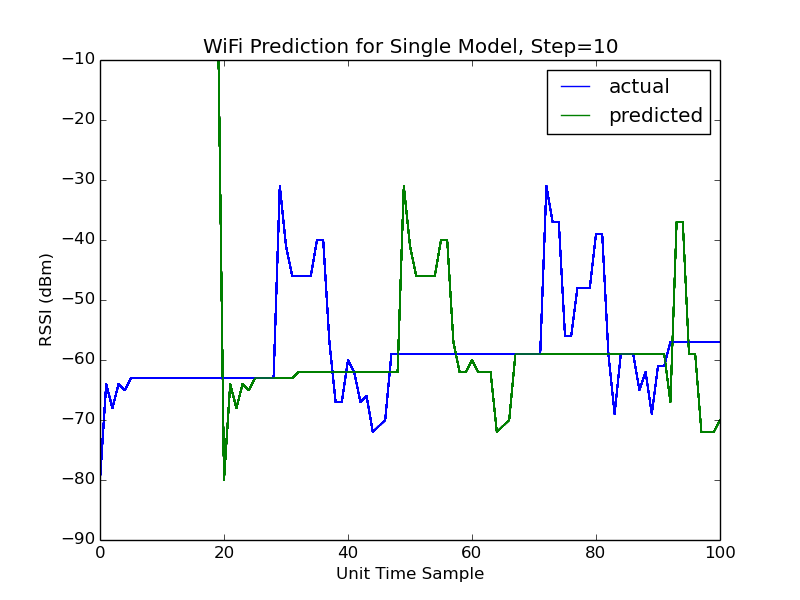 WiFi Prediction for Single Model, Step=10
−10
−20
−30
−40
−50
−60
−70
−80
−90
RSSI (dBm)
actual
predicted
0 20 40 60 80 100
Unit Time Sample